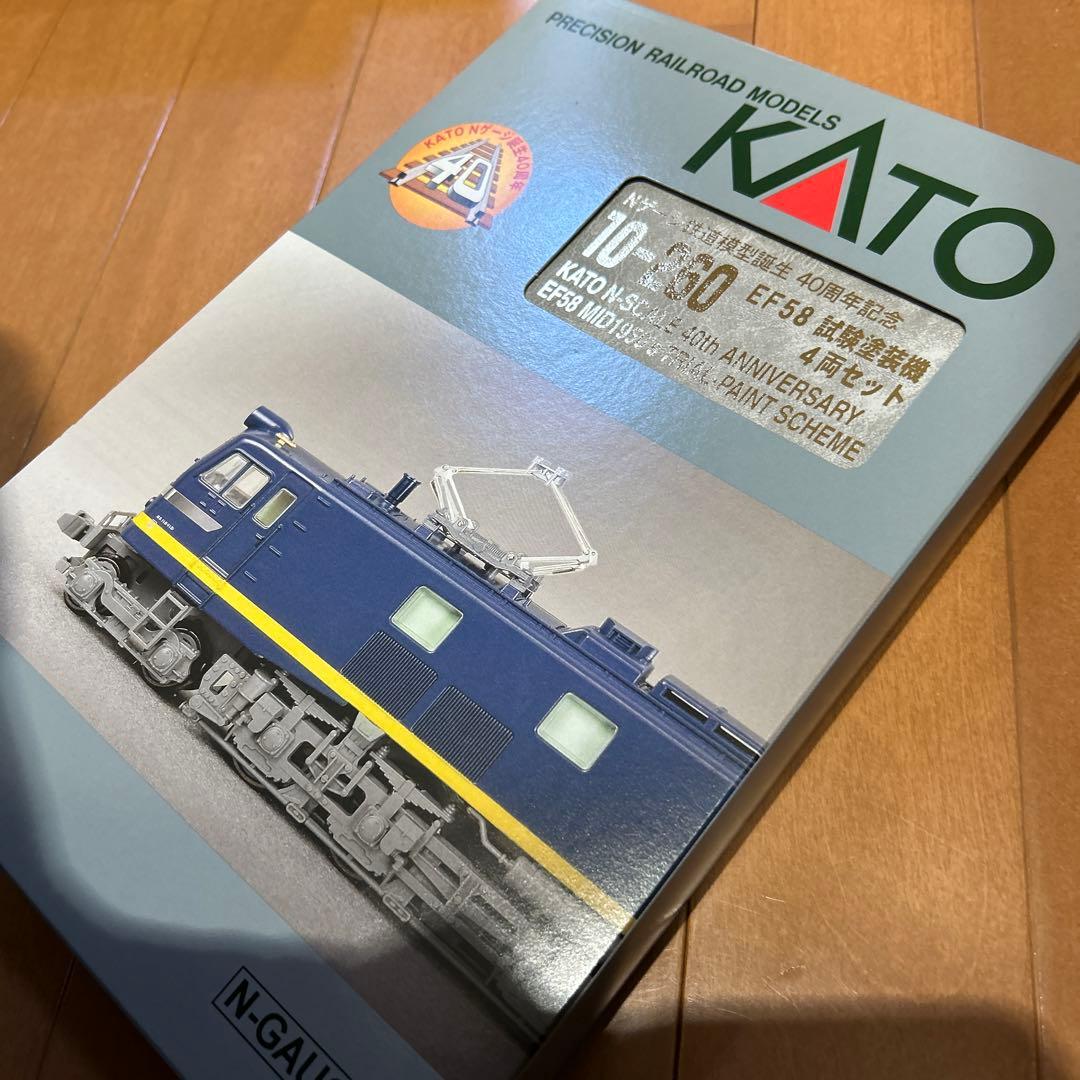 PRECISION RAILROAD MODELS
KATO
KATO Nゲージ誕生40周年
40
Nゲージ鉄道模型誕生 40周年記念
10-260 EF58 試験塗装機
4両セット
KATO N-SCALE 40th ANNIVERSARY
EF58 MID1950's TRIAL PAINT SCHEME